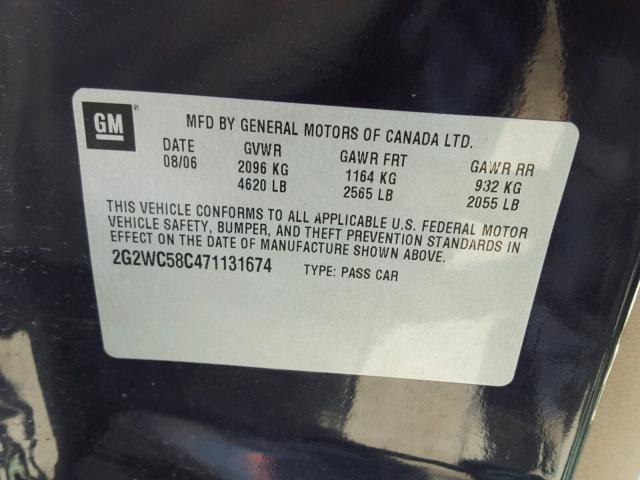 GM
MFD BY GENERAL MOTORS OF CANADA LTD.
DATE GVWR GAWR FRT GAWR RR
08/06 2096 KG 1164 KG 932 KG
4620 LB 2565 LB 2055 LB
THIS VEHICLE CONFORMS TO ALL APPLICABLE U.S. FEDERAL MOTOR
VEHICLE SAFETY, BUMPER, AND THEFT PREVENTION STANDARDS IN
EFFECT ON THE DATE OF MANUFACTURE SHOWN ABOVE.
2G2WC58C471131674 TYPE: PASS CAR